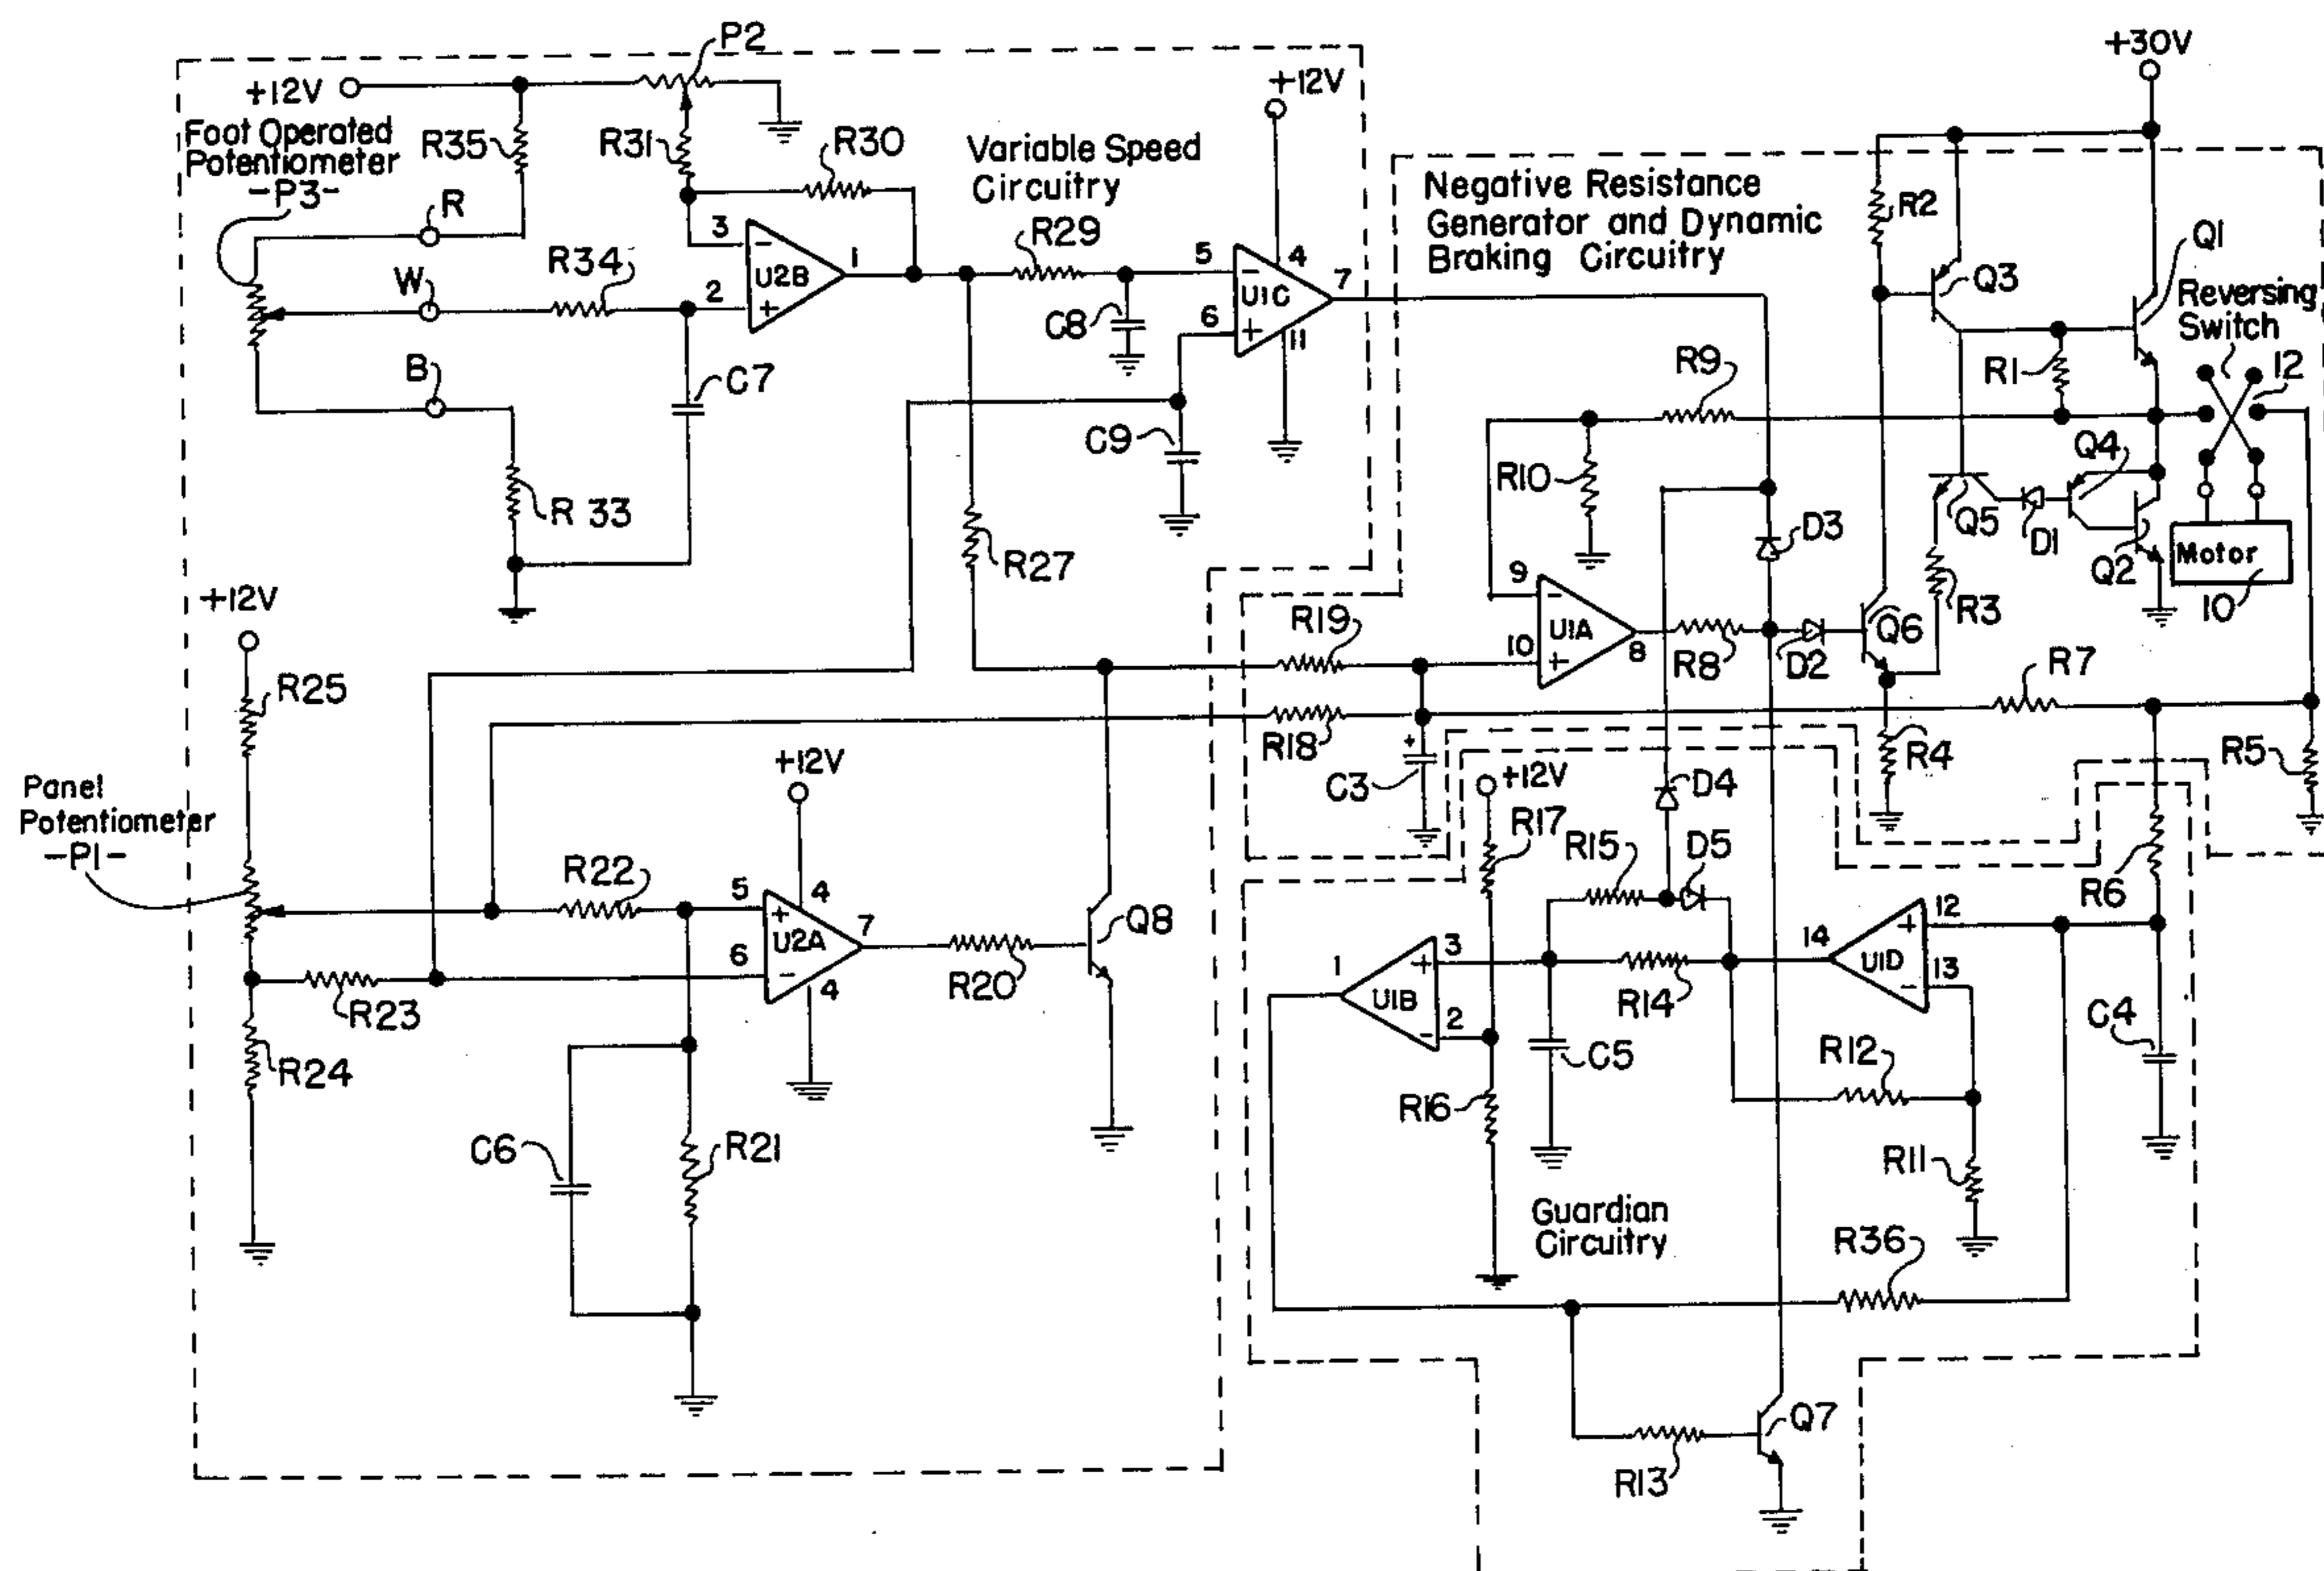 P2
+12V
Foot Operated
Potentiometer
-P3-
R35
R31
R30
Variable Speed
Circuitry
+12V
+30V
Negative Resistance
Generator and Dynamic
Braking Circuitry
R2
Q3
Q1
Reversing
Switch
12
R
W
B
R34
3
-
2
+
U2B
1
R29
C8
5
-
6
+
U1C
4
7
11
C7
C9
R33
R27
R9
R10
R1
Q4
Q5
D1
Q2
Motor
10
D3
9
-
10
+
U1A
8
R8
D2
Q6
R3
R7
R4
R5
R19
R18
+
C3
+12V
R25
Panel
Potentiometer
-P1-
R22
R23
R24
+12V
5
+
6
-
U2A
4
4
7
R20
Q8
C6
R21
+12V
R17
D4
R15
D5
R6
1
U1B
3
+
2
-
R14
14
U1D
+
12
-
13
C5
R16
R12
R11
C4
Guardian
Circuitry
R36
R13
Q7